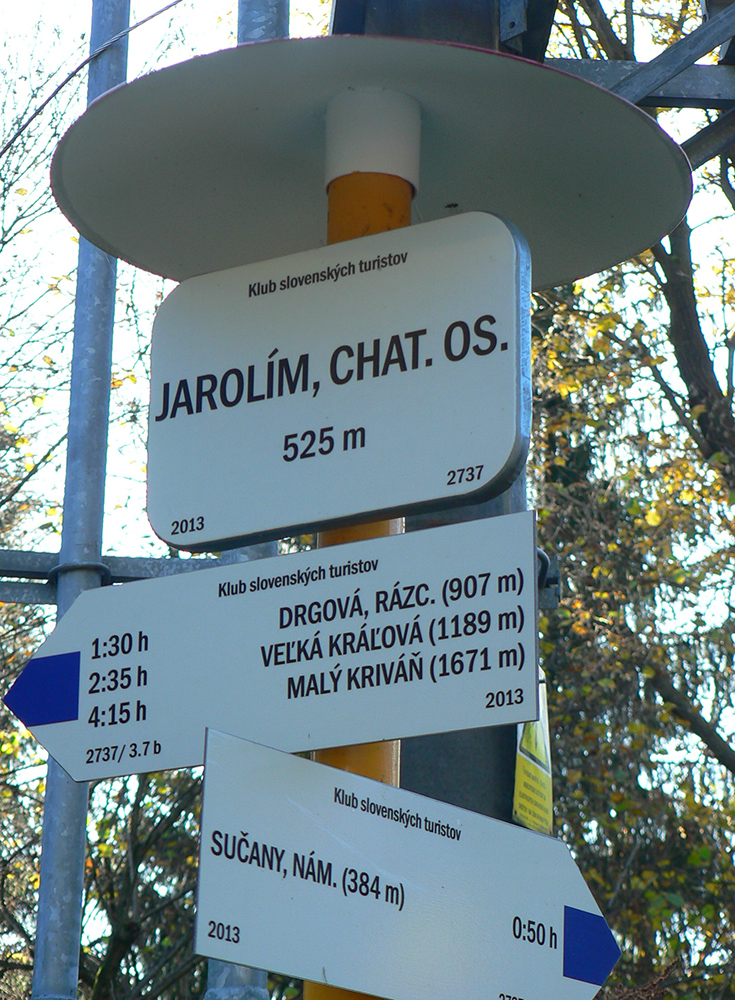 Klub slovenských turistov
JAROLÍM, CHAT. OS.
525 m
2013 2737
Klub slovenských turistov
1:30 h DRGOVÁ, RÁZC. (907 m)
2:35 h VEĽKÁ KRÁĽOVÁ (1189 m)
4:15 h MALÝ KRIVÁŇ (1671 m)
2737/ 3.7 b 2013
Klub slovenských turistov
SUČANY, NÁM. (384 m)
0:50 h
2013